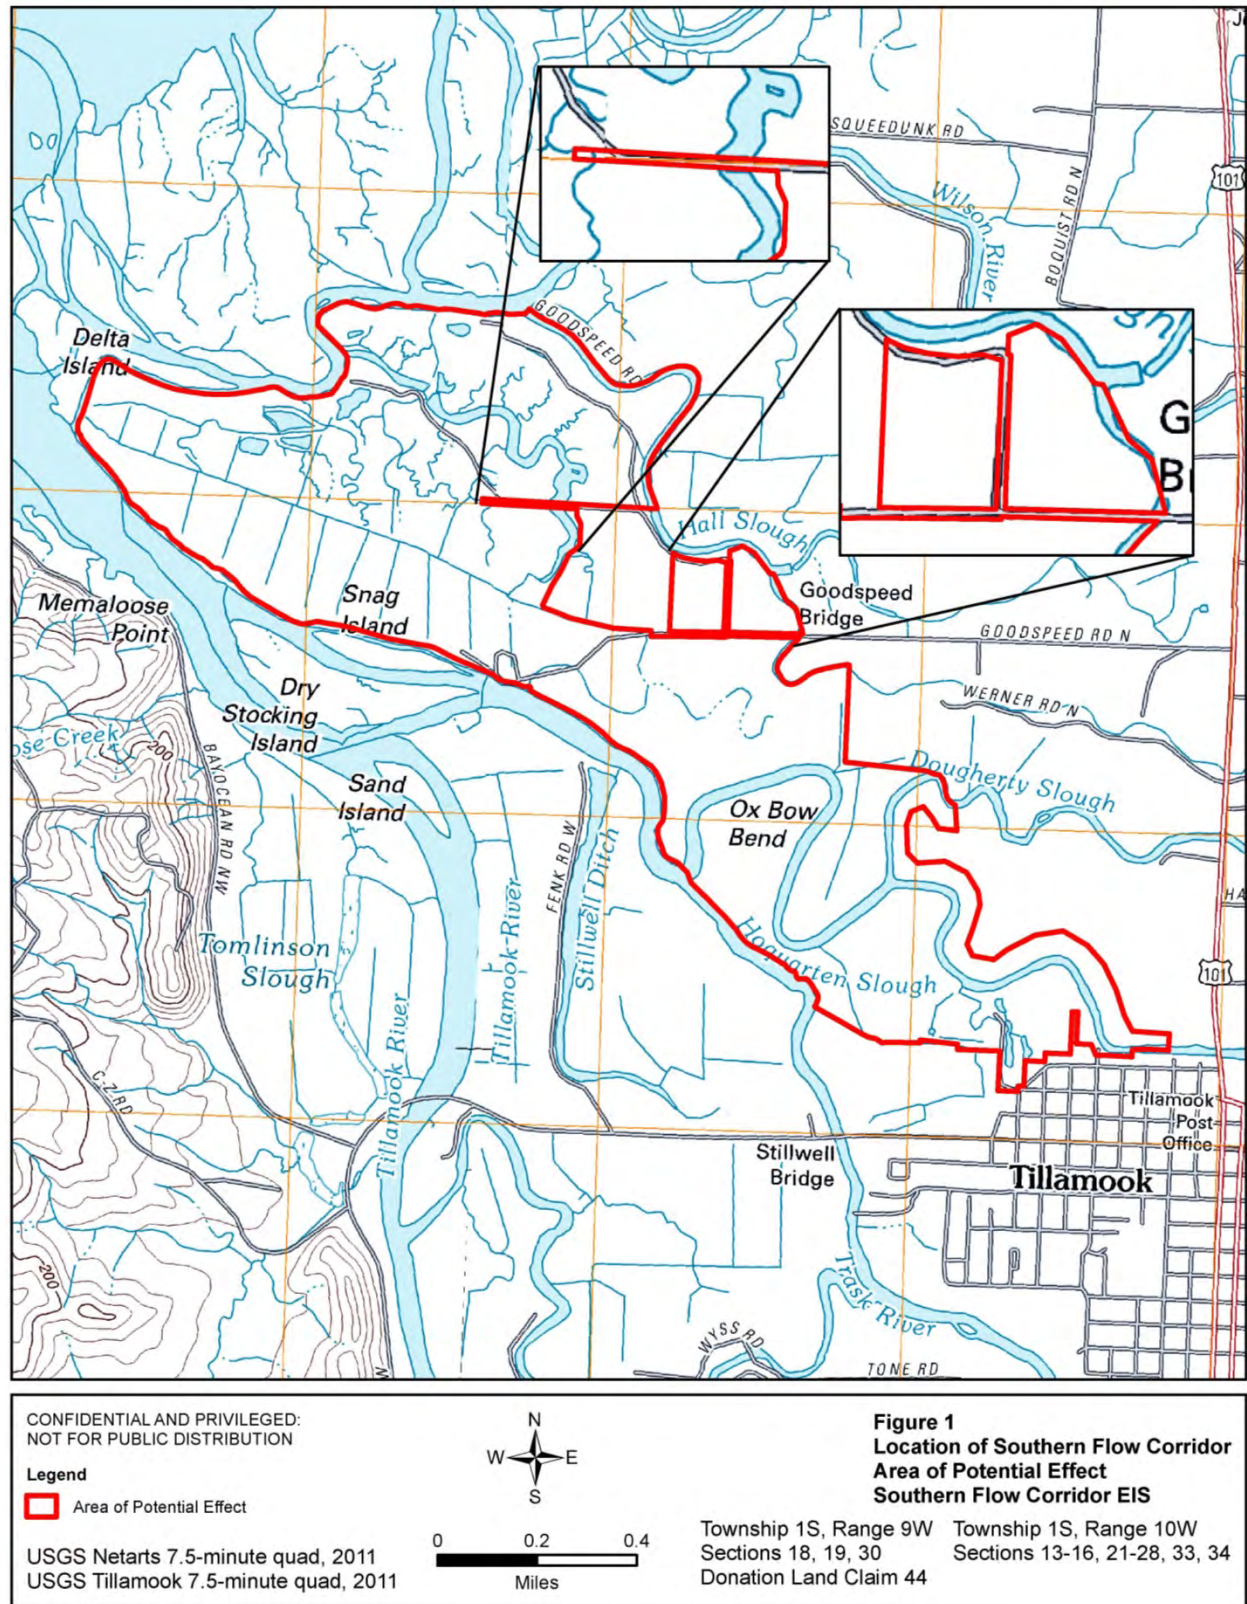 SQUEEDUNK RD
Wilson River
BOQUIST RD N
101
GOODSPEED RD
Delta
Island
G
Hall Slough
Goodspeed
Bridge
GOODSPEED RD N
Snag
Island
Memaloose
Point
WERNER RD N
Dry
Stocking
Island
ose Creek
200
BAYOCEAN RD NW
Dougherty Slough
Sand
Island
Ox Bow
Bend
FENK RD W
Stillwell Ditch
Tillamook River
HA
Tomlinson
Slough
Hoquarten Slough
101
Tillamook River
C-Z RD
Tillamook
Post
Office
Stillwell
Bridge
Tillamook
200
Trask River
WYSS RD
TONE RD
CONFIDENTIAL AND PRIVILEGED:
NOT FOR PUBLIC DISTRIBUTION
Legend
Area of Potential Effect
USGS Netarts 7.5-minute quad, 2011
USGS Tillamook 7.5-minute quad, 2011
N
W E
S
0 0.2 0.4
Miles
Figure 1
Location of Southern Flow Corridor
Area of Potential Effect
Southern Flow Corridor EIS
Township 1S, Range 9W
Sections 18, 19, 30
Donation Land Claim 44
Township 1S, Range 10W
Sections 13-16, 21-28, 33, 34